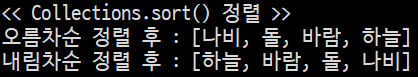 << Collections.sort() 정렬 >>
오름차순 정렬 후 : [나비, 돌, 바람, 하늘]
내림차순 정렬 후 : [하늘, 바람, 돌, 나비]